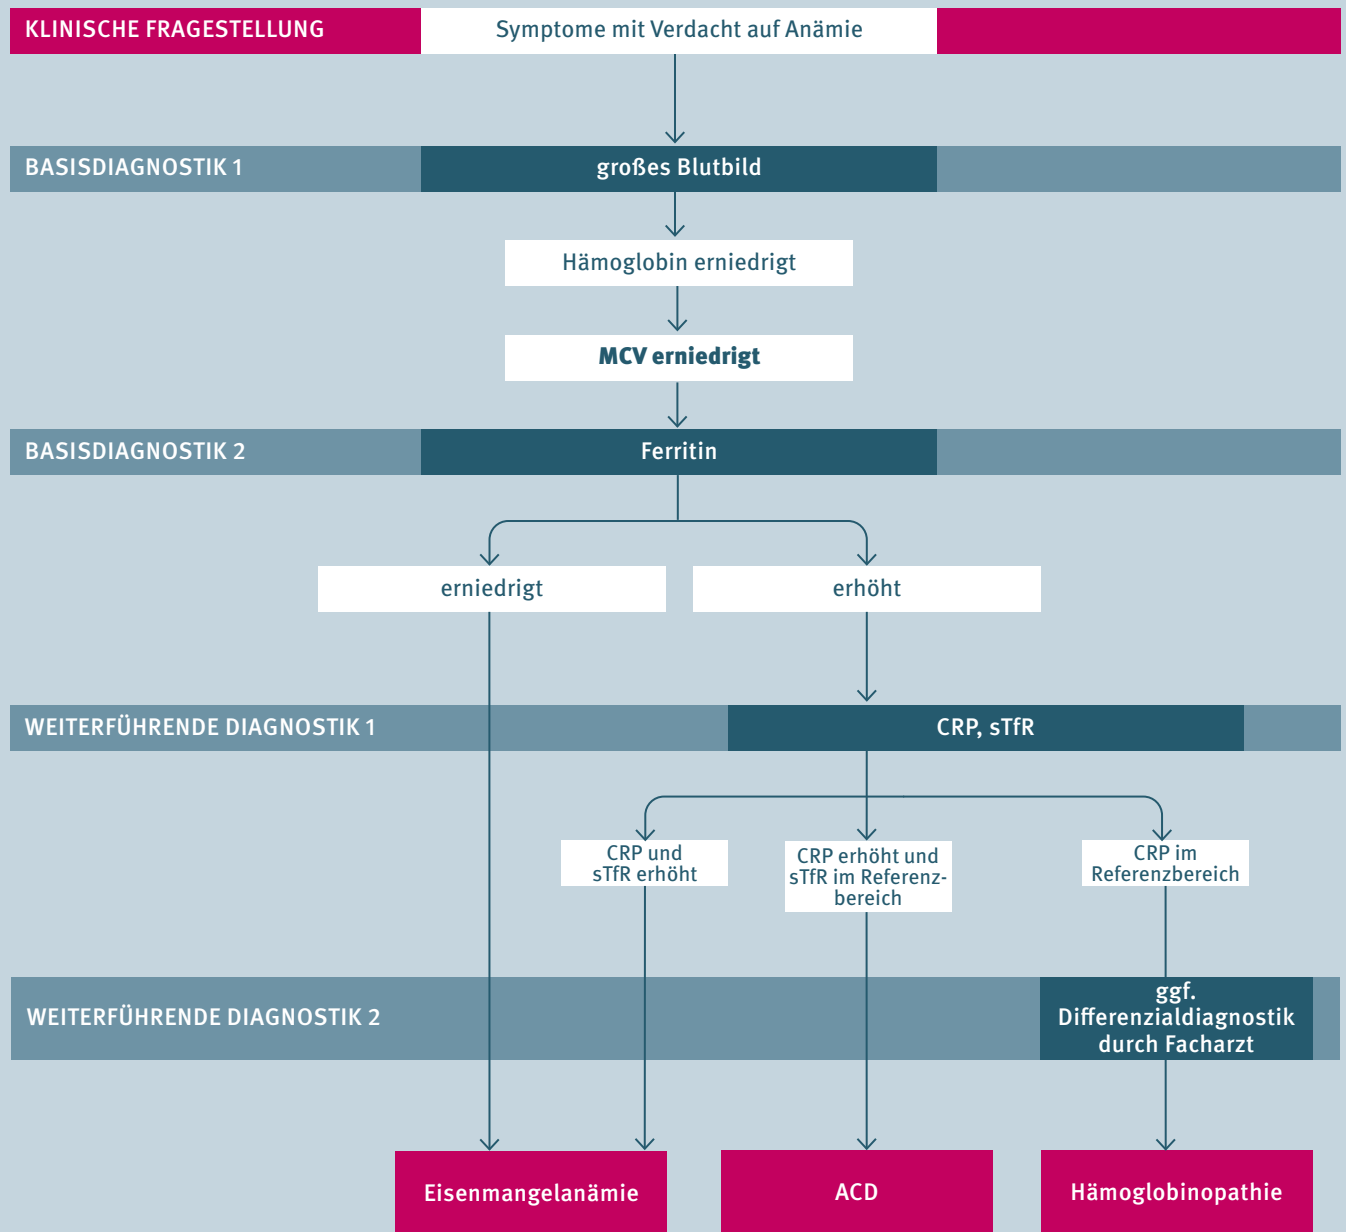 KLINISCHE FRAGESTELLUNG
Symptome mit Verdacht auf Anämie
BASISDIAGNOSTIK 1
großes Blutbild
Hämoglobin erniedrigt
MCV erniedrigt
BASISDIAGNOSTIK 2
Ferritin
erniedrigt
erhöht
WEITERFÜHRENDE DIAGNOSTIK 1
CRP, sTfR
CRP und
sTfR erhöht
CRP erhöht und
sTfR im Referenz-
bereich
CRP im
Referenzbereich
WEITERFÜHRENDE DIAGNOSTIK 2
ggf.
Differenzialdiagnostik
durch Facharzt
Eisenmangelanämie
ACD
Hämoglobinopathie